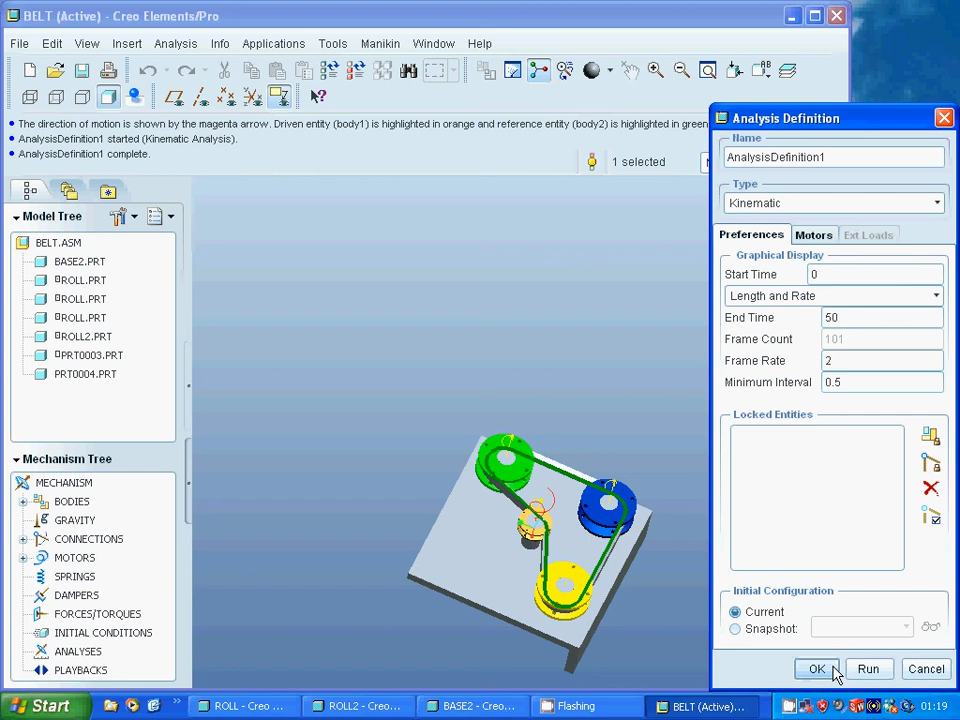 BELT (Active) - Creo Elements/Pro
File Edit View Insert Analysis Info Applications Tools Manikin Window Help
• The direction of motion is shown by the magenta arrow. Driven entity (body1) is highlighted in orange and reference entity (body2) is highlighted in green
• AnalysisDefinition1 started (Kinematic Analysis).
• AnalysisDefinition1 complete.
1 selected
Model Tree
BELT.ASM
BASE2.PRT
ROLL.PRT
ROLL.PRT
ROLL.PRT
ROLL2.PRT
PRT0003.PRT
PRT0004.PRT
Mechanism Tree
MECHANISM
BODIES
GRAVITY
CONNECTIONS
MOTORS
SPRINGS
DAMPERS
FORCES/TORQUES
INITIAL CONDITIONS
ANALYSES
PLAYBACKS
Analysis Definition
Name
AnalysisDefinition1
Type
Kinematic
Preferences Motors Ext Loads
Graphical Display
Start Time 0
Length and Rate
End Time 50
Frame Count 101
Frame Rate 2
Minimum Interval 0.5
Locked Entities
Initial Configuration
Current
Snapshot:
OK Run Cancel
Start ROLL - Creo ... ROLL2 - Creo... BASE2 - Creo... Flashing BELT (Active)... 01:19